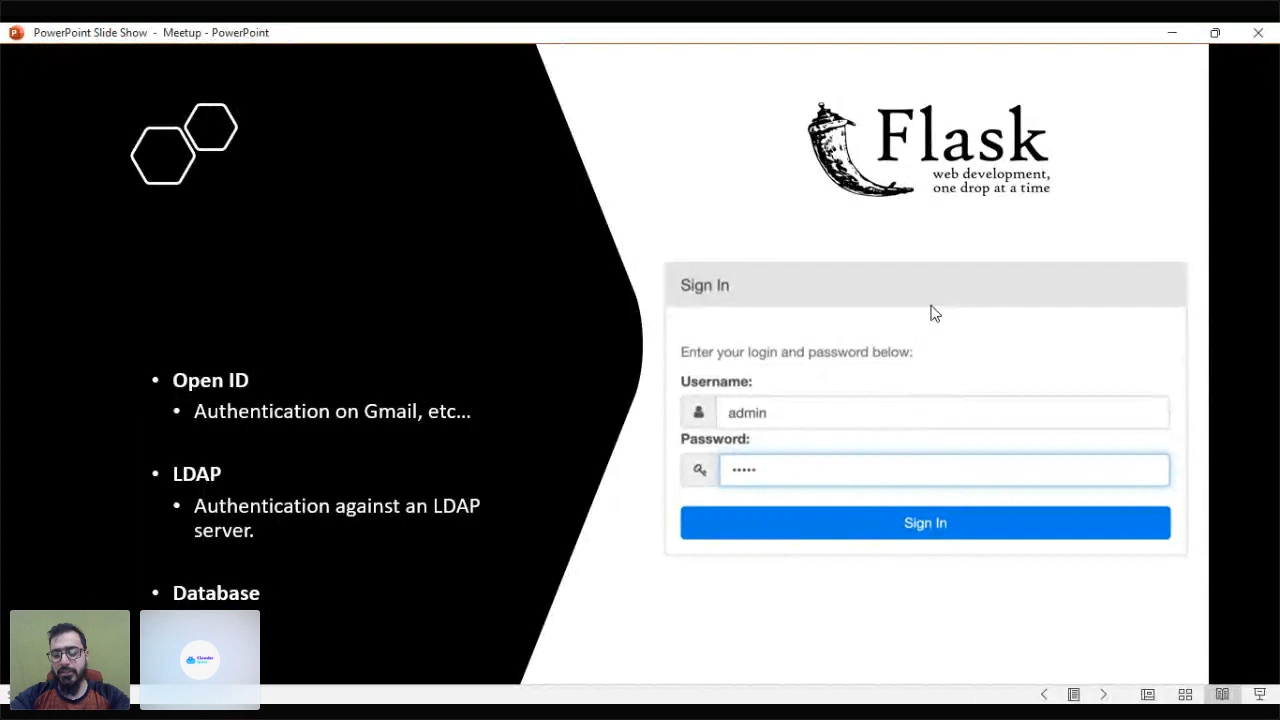 PowerPoint Slide Show - Meetup - PowerPoint
Flask
web development,
one drop at a time
Sign In
Enter your login and password below:
Username:
admin
Password:
•••••
Sign In
• Open ID
• Authentication on Gmail, etc...
• LDAP
• Authentication against an LDAP
server.
• Database